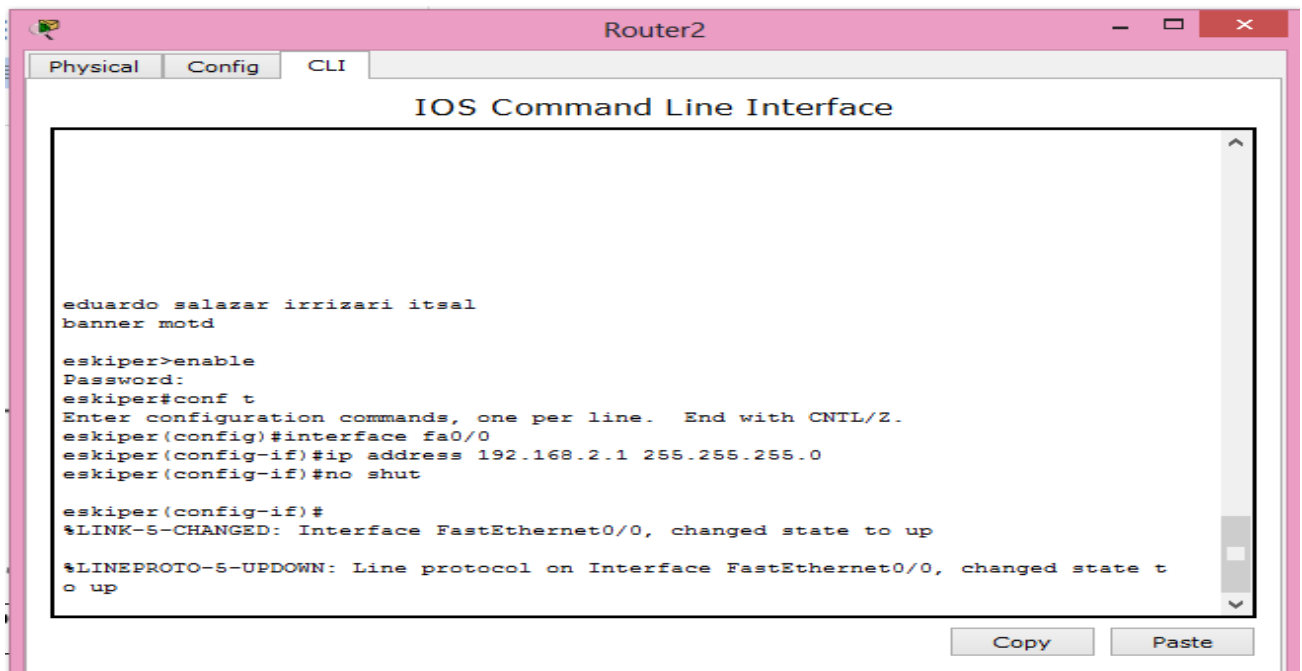 Router2
Physical Config CLI
IOS Command Line Interface
eduardo salazar irrizari itsal
banner motd
eskiper>enable
Password:
eskiper#conf t
Enter configuration commands, one per line.  End with CNTL/Z.
eskiper(config)#interface fa0/0
eskiper(config-if)#ip address 192.168.2.1 255.255.255.0
eskiper(config-if)#no shut
eskiper(config-if)#
%LINK-5-CHANGED: Interface FastEthernet0/0, changed state to up
%LINEPROTO-5-UPDOWN: Line protocol on Interface FastEthernet0/0, changed state t
o up
Copy Paste